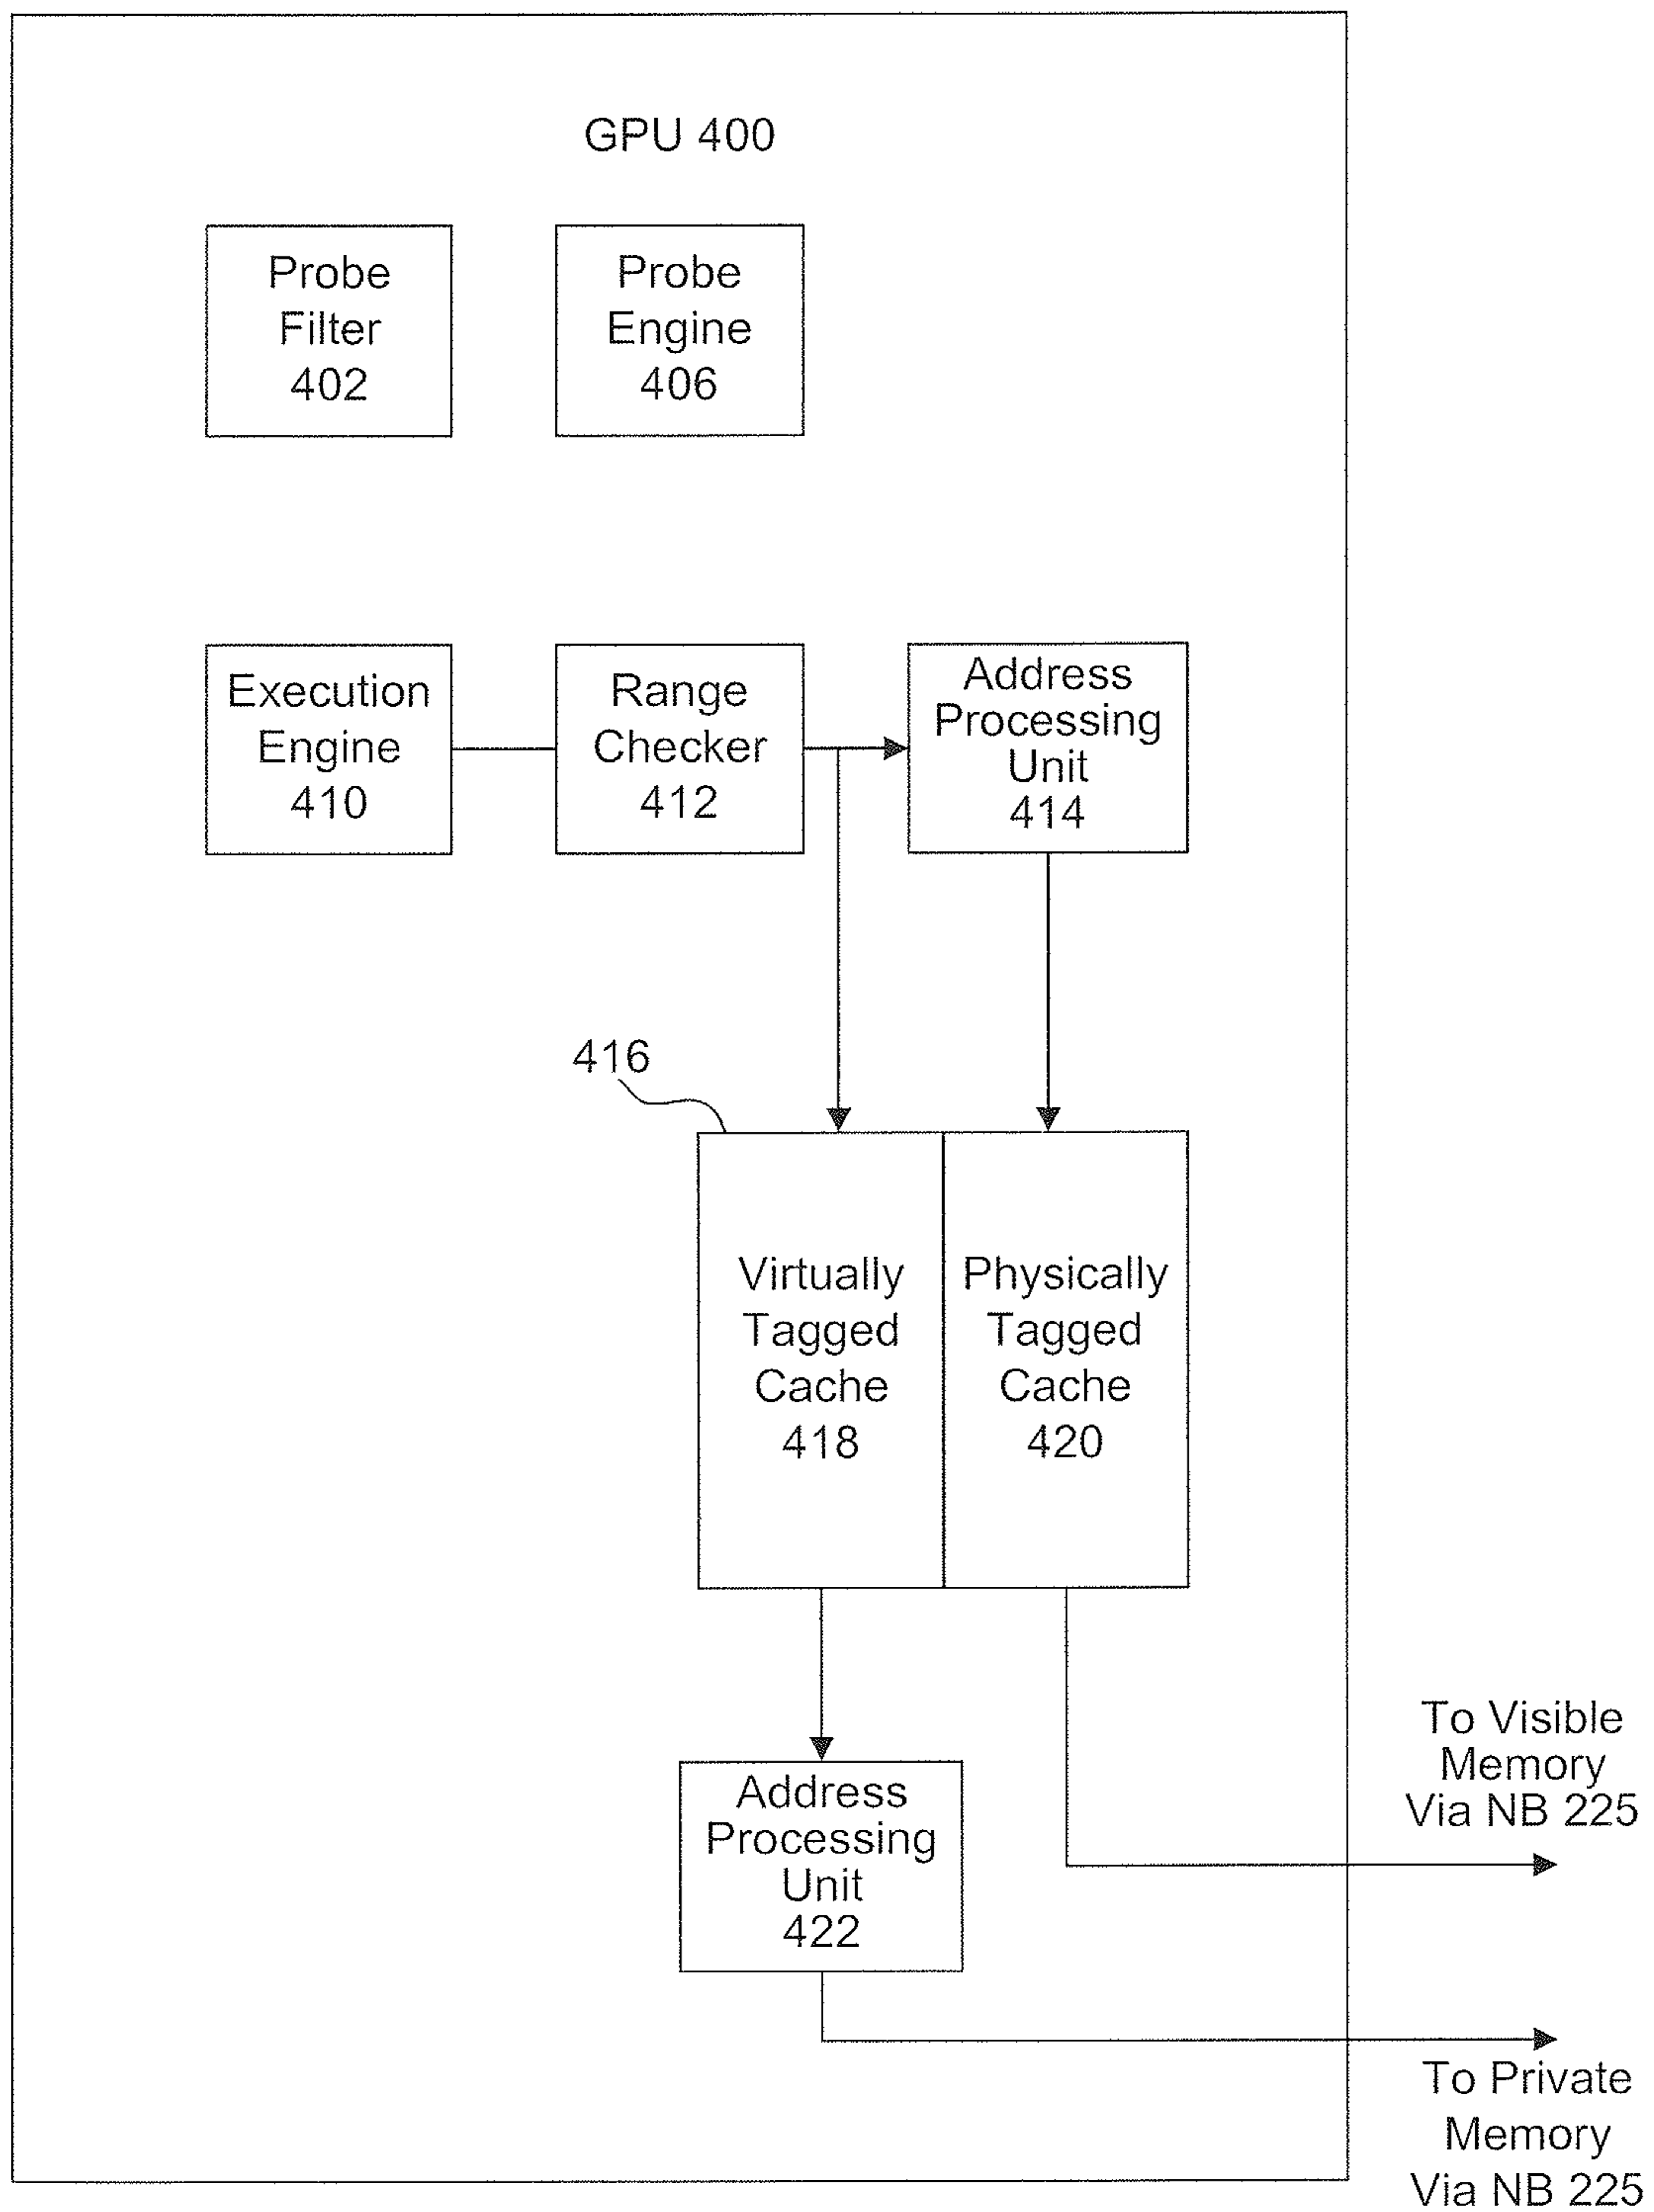 GPU 400
Probe
Filter
402
Probe
Engine
406
Execution
Engine
410
Range
Checker
412
Address
Processing
Unit
414
416
Virtually
Tagged
Cache
418
Physically
Tagged
Cache
420
Address
Processing
Unit
422
To Visible
Memory
Via NB 225
To Private
Memory
Via NB 225